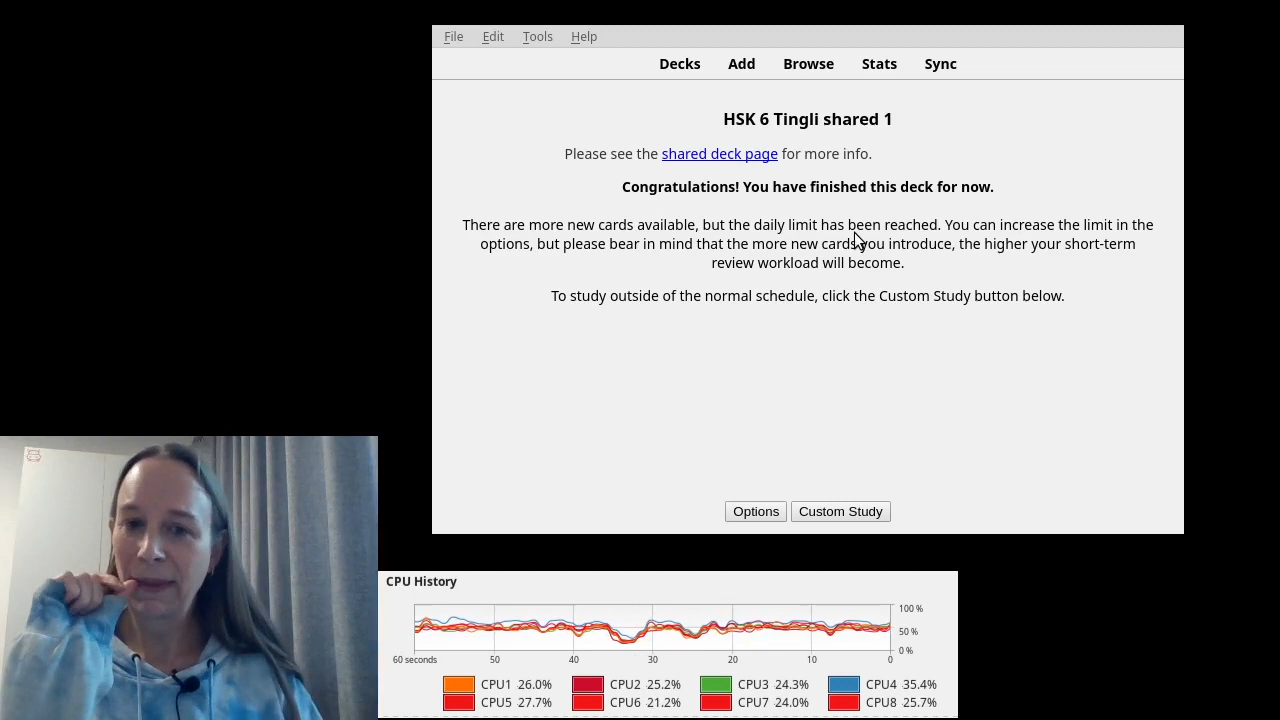 File Edit Tools Help
Decks Add Browse Stats Sync
HSK 6 Tingli shared 1
Please see the shared deck page for more info.
Congratulations! You have finished this deck for now.
There are more new cards available, but the daily limit has been reached. You can increase the limit in the
options, but please bear in mind that the more new cards you introduce, the higher your short-term
review workload will become.
To study outside of the normal schedule, click the Custom Study button below.
Options Custom Study
CPU History
100 %
50 %
0 %
60 seconds 50 40 30 20 10 0
CPU1 26.0% CPU2 25.2% CPU3 24.3% CPU4 35.4%
CPU5 27.7% CPU6 21.2% CPU7 24.0% CPU8 25.7%